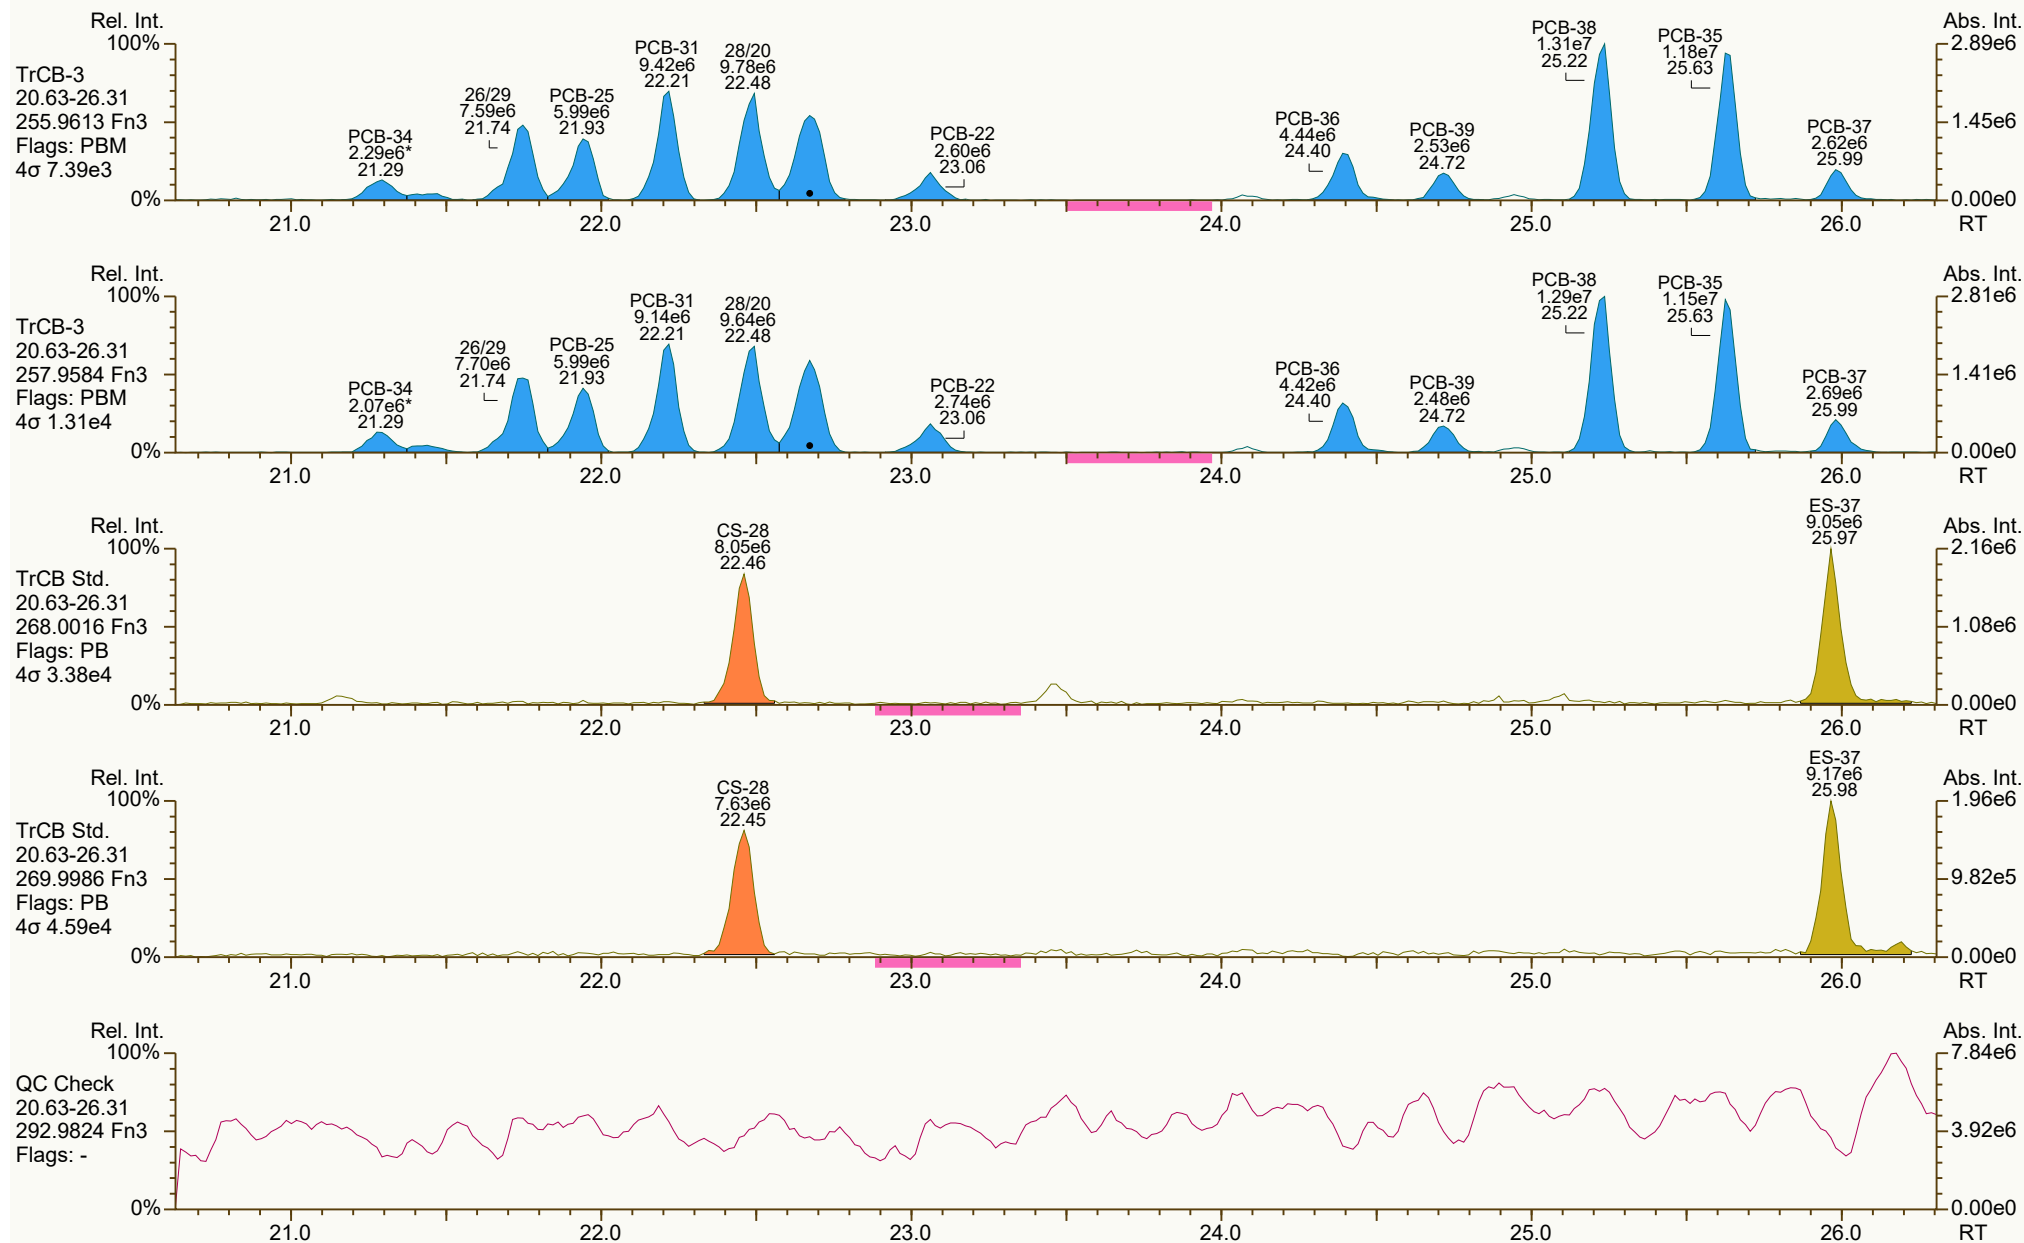 Rel. Int.
Abs. Int.
100%
0%
TrCB-3
20.63-26.31
255.9613 Fn3
Flags: PBM
4σ 7.39e3
PCB-34
2.29e6*
21.29
26/29
7.59e6
21.74
PCB-25
5.99e6
21.93
PCB-31
9.42e6
22.21
28/20
9.78e6
22.48
PCB-22
2.60e6
23.06
PCB-36
4.44e6
24.40
PCB-39
2.53e6
24.72
PCB-38
1.31e7
25.22
PCB-35
1.18e7
25.63
PCB-37
2.62e6
25.99
2.89e6
1.45e6
0.00e0
21.0 22.0 23.0 24.0 25.0 26.0 RT
Rel. Int.
Abs. Int.
100%
0%
TrCB-3
20.63-26.31
257.9584 Fn3
Flags: PBM
4σ 1.31e4
PCB-34
2.07e6*
21.29
26/29
7.70e6
21.74
PCB-25
5.99e6
21.93
PCB-31
9.14e6
22.21
28/20
9.64e6
22.48
PCB-22
2.74e6
23.06
PCB-36
4.42e6
24.40
PCB-39
2.48e6
24.72
PCB-38
1.29e7
25.22
PCB-35
1.15e7
25.63
PCB-37
2.69e6
25.99
2.81e6
1.41e6
0.00e0
21.0 22.0 23.0 24.0 25.0 26.0 RT
Rel. Int.
Abs. Int.
100%
0%
TrCB Std.
20.63-26.31
268.0016 Fn3
Flags: PB
4σ 3.38e4
CS-28
8.05e6
22.46
ES-37
9.05e6
25.97
2.16e6
1.08e6
0.00e0
21.0 22.0 23.0 24.0 25.0 26.0 RT
Rel. Int.
Abs. Int.
100%
0%
TrCB Std.
20.63-26.31
269.9986 Fn3
Flags: PB
4σ 4.59e4
CS-28
7.63e6
22.45
ES-37
9.17e6
25.98
1.96e6
9.82e5
0.00e0
21.0 22.0 23.0 24.0 25.0 26.0 RT
Rel. Int.
Abs. Int.
100%
0%
QC Check
20.63-26.31
292.9824 Fn3
Flags: -
7.84e6
3.92e6
0.00e0
21.0 22.0 23.0 24.0 25.0 26.0 RT